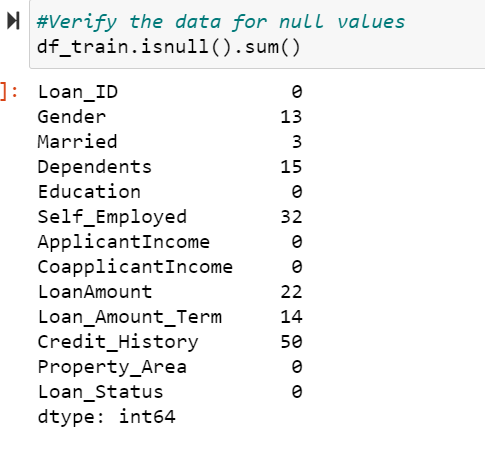 #Verify the data for null values
df_train.isnull().sum()
]: Loan_ID 0
Gender 13
Married 3
Dependents 15
Education 0
Self_Employed 32
ApplicantIncome 0
CoapplicantIncome 0
LoanAmount 22
Loan_Amount_Term 14
Credit_History 50
Property_Area 0
Loan_Status 0
dtype: int64